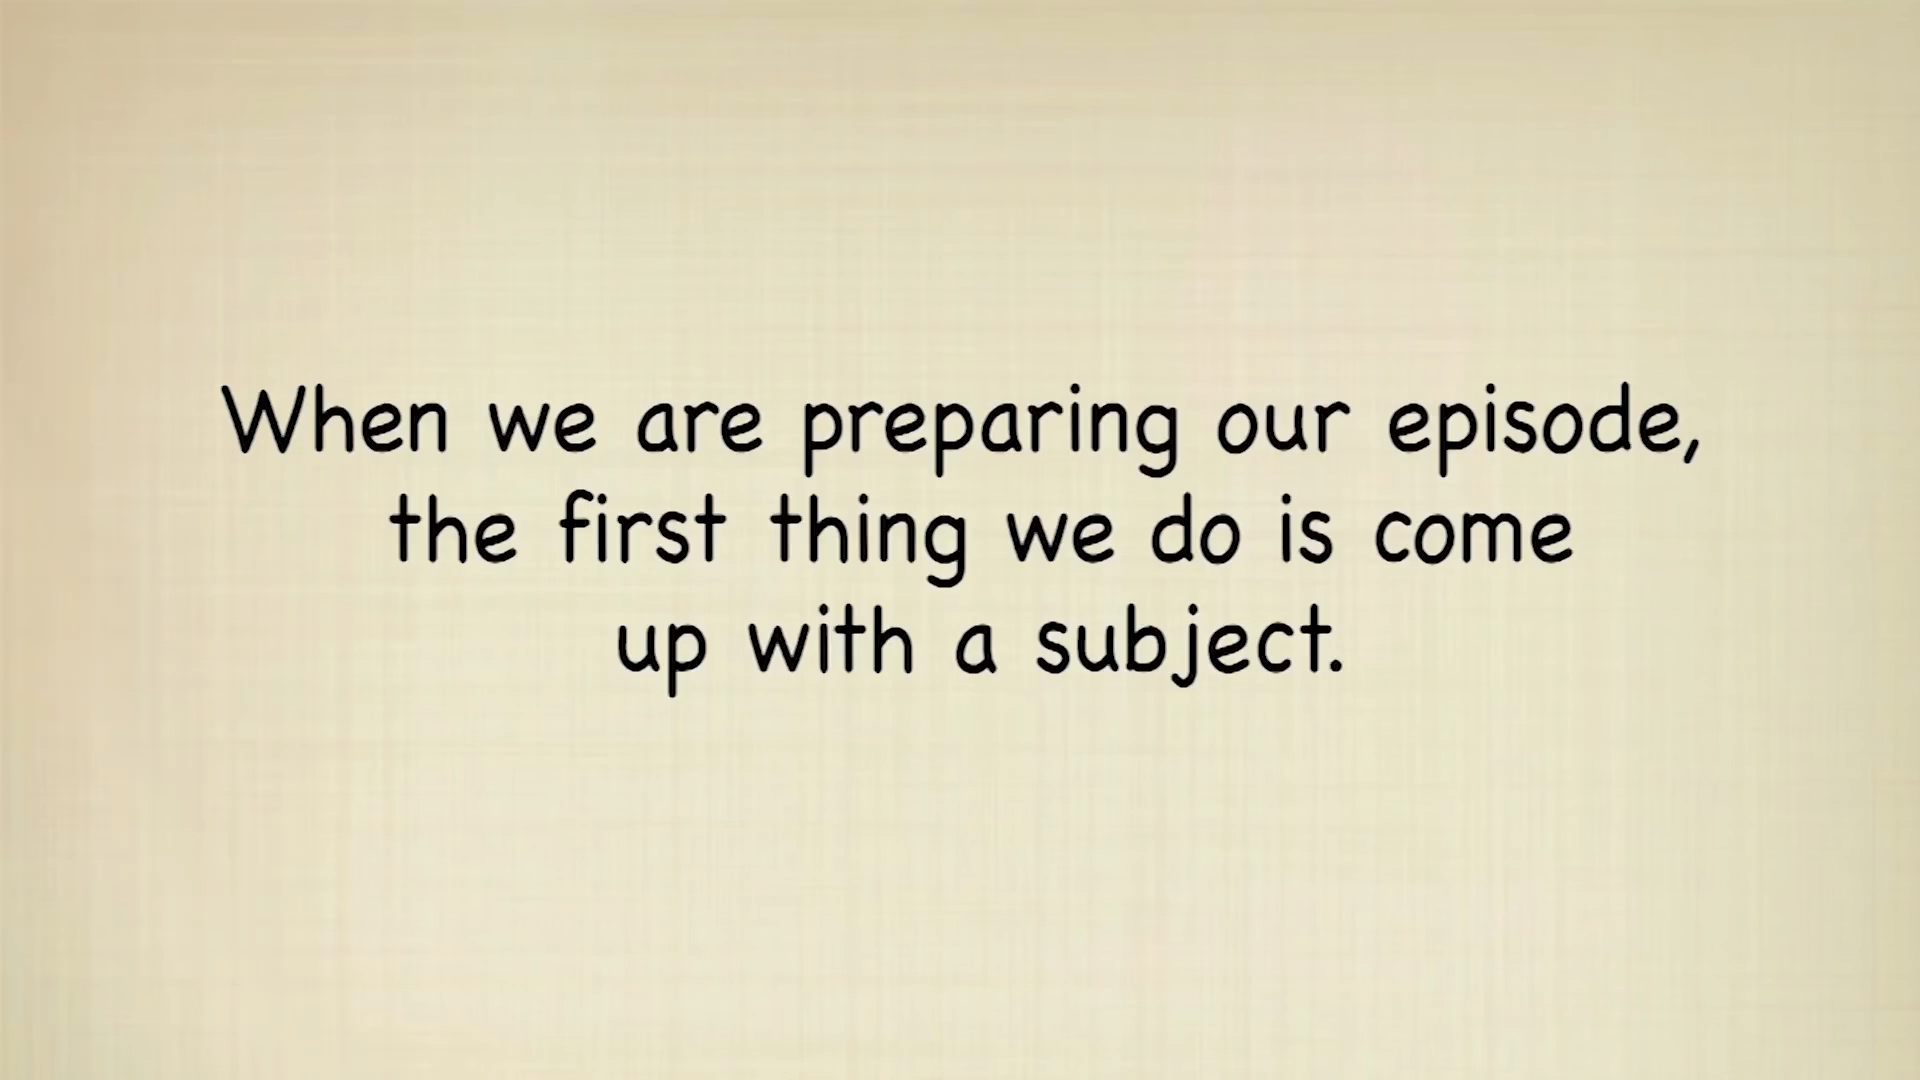 When we are preparing our episode,
the first thing we do is come
up with a subject.